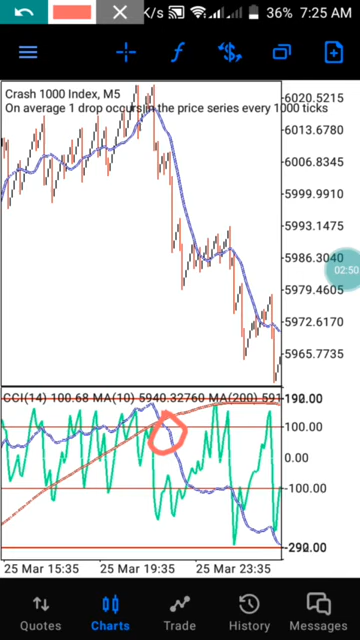 K/s 36% 7:25 AM
Crash 1000 Index, M5
On average 1 drop occurs in the price series every 1000 ticks
6020.5215
6013.6780
6006.8345
5999.9910
5993.1475
5986.3040
02:50
5979.4605
5972.6170
5965.7735
CCI(14) 100.68 MA(10) 5940.32760 MA(200) 591
100.00
0.00
-100.00
25 Mar 15:35 25 Mar 19:35 25 Mar 23:35
Quotes Charts Trade History Messages